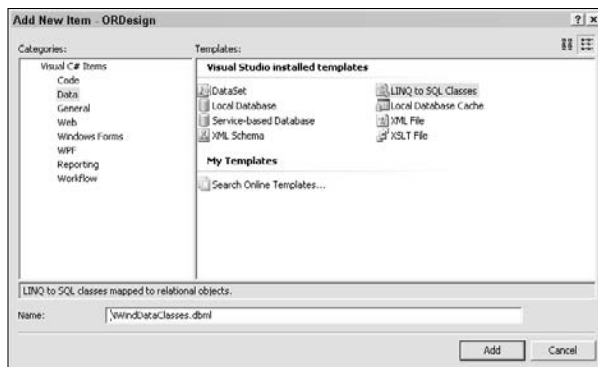 Add New Item - ORDesign
Categories:
Templates:
Visual C# Items
Code
Data
General
Web
Windows Forms
WPF
Reporting
Workflow
Visual Studio installed templates
DataSet
LINQ to SQL Classes
Local Database
Local Database Cache
Service-based Database
XML File
XML Schema
XSLT File
My Templates
Search Online Templates...
LINQ to SQL classes mapped to relational objects.
Name:
NWindDataClasses.dbml
Add
Cancel